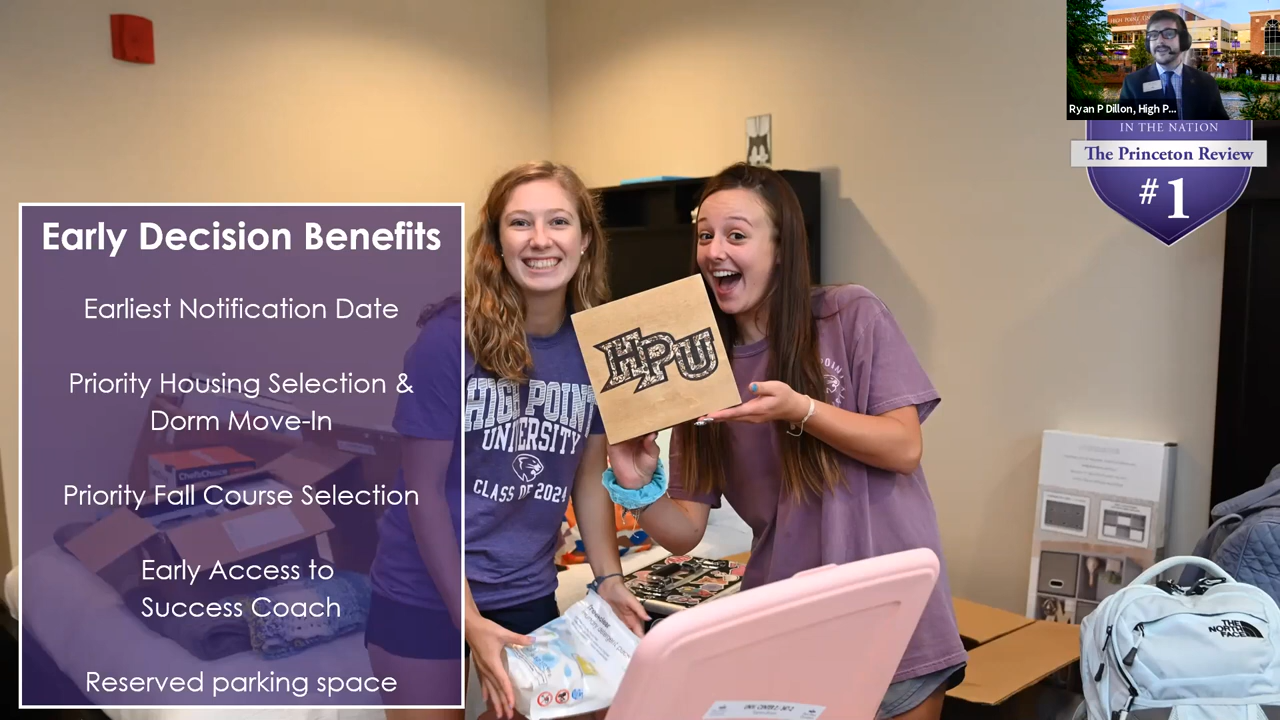 Ryan P Dillon, High P...
IN THE NATION
The Princeton Review
#1
Early Decision Benefits
Earliest Notification Date
Priority Housing Selection &
Dorm Move-In
Priority Fall Course Selection
Early Access to
Success Coach
Reserved parking space
HPU
HIGH POINT
UNIVERSITY
CLASS OF 2024
THE
NORTH
FACE